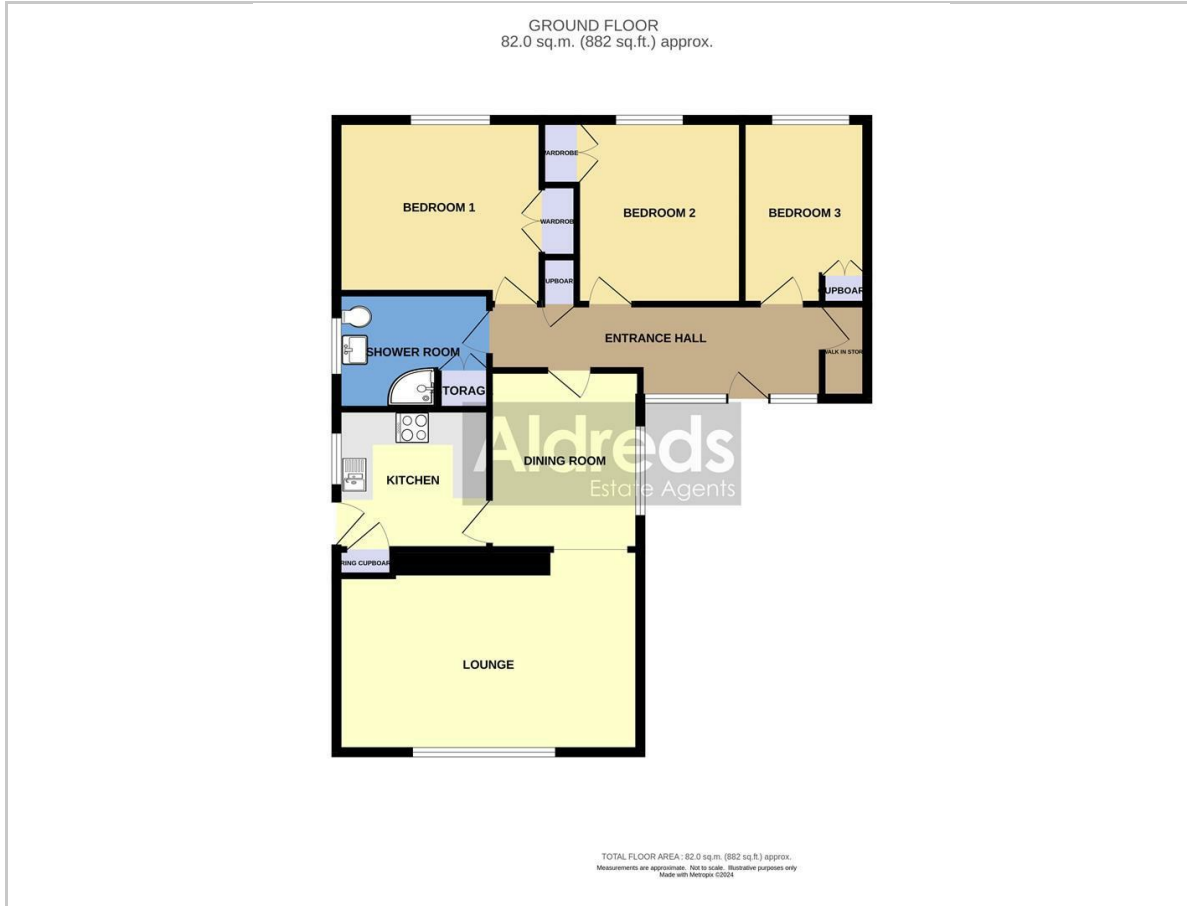 GROUND FLOOR
82.0 sq.m. (882 sq.ft.) approx.
BEDROOM 1
WARDROBE
BEDROOM 2
BEDROOM 3
WARDROB
UPBOAR
CUPBOAR
ENTRANCE HALL
WALK IN STOR
SHOWER ROOM
TORAG
Aldreds
Estate Agents
DINING ROOM
KITCHEN
RING CUPBOAR
LOUNGE
TOTAL FLOOR AREA : 82.0 sq.m. (882 sq.ft.) approx.
Measurements are approximate. Not to scale. Illustrative purposes only
Made with Metropix ©2024